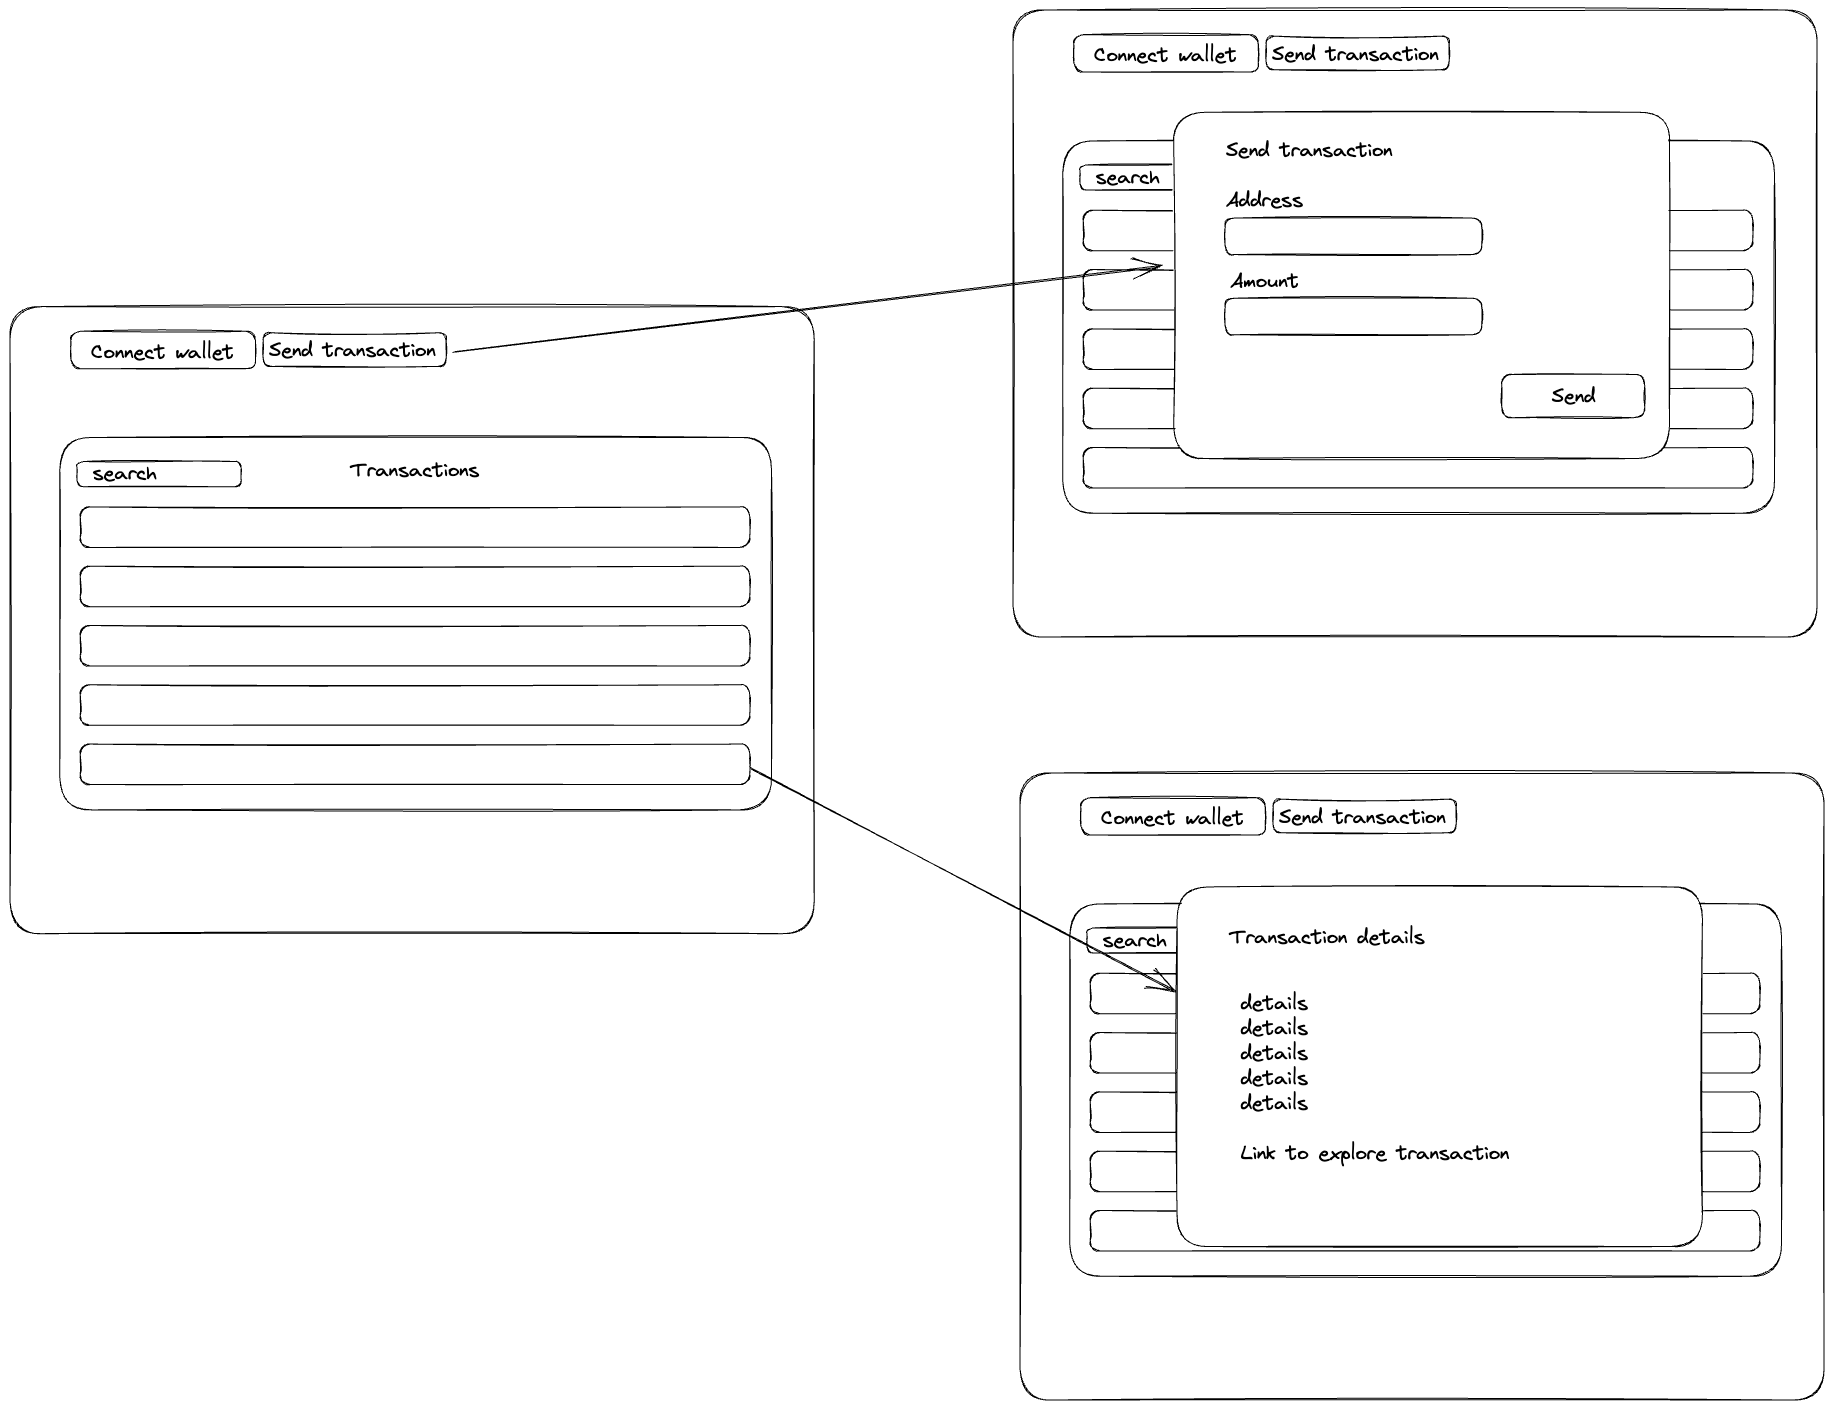 Connect wallet
Send transaction
search
Transactions
Connect wallet
Send transaction
search
Send transaction
Address
Amount
Send
Connect wallet
Send transaction
search
Transaction details
details
details
details
details
details
Link to explore transaction